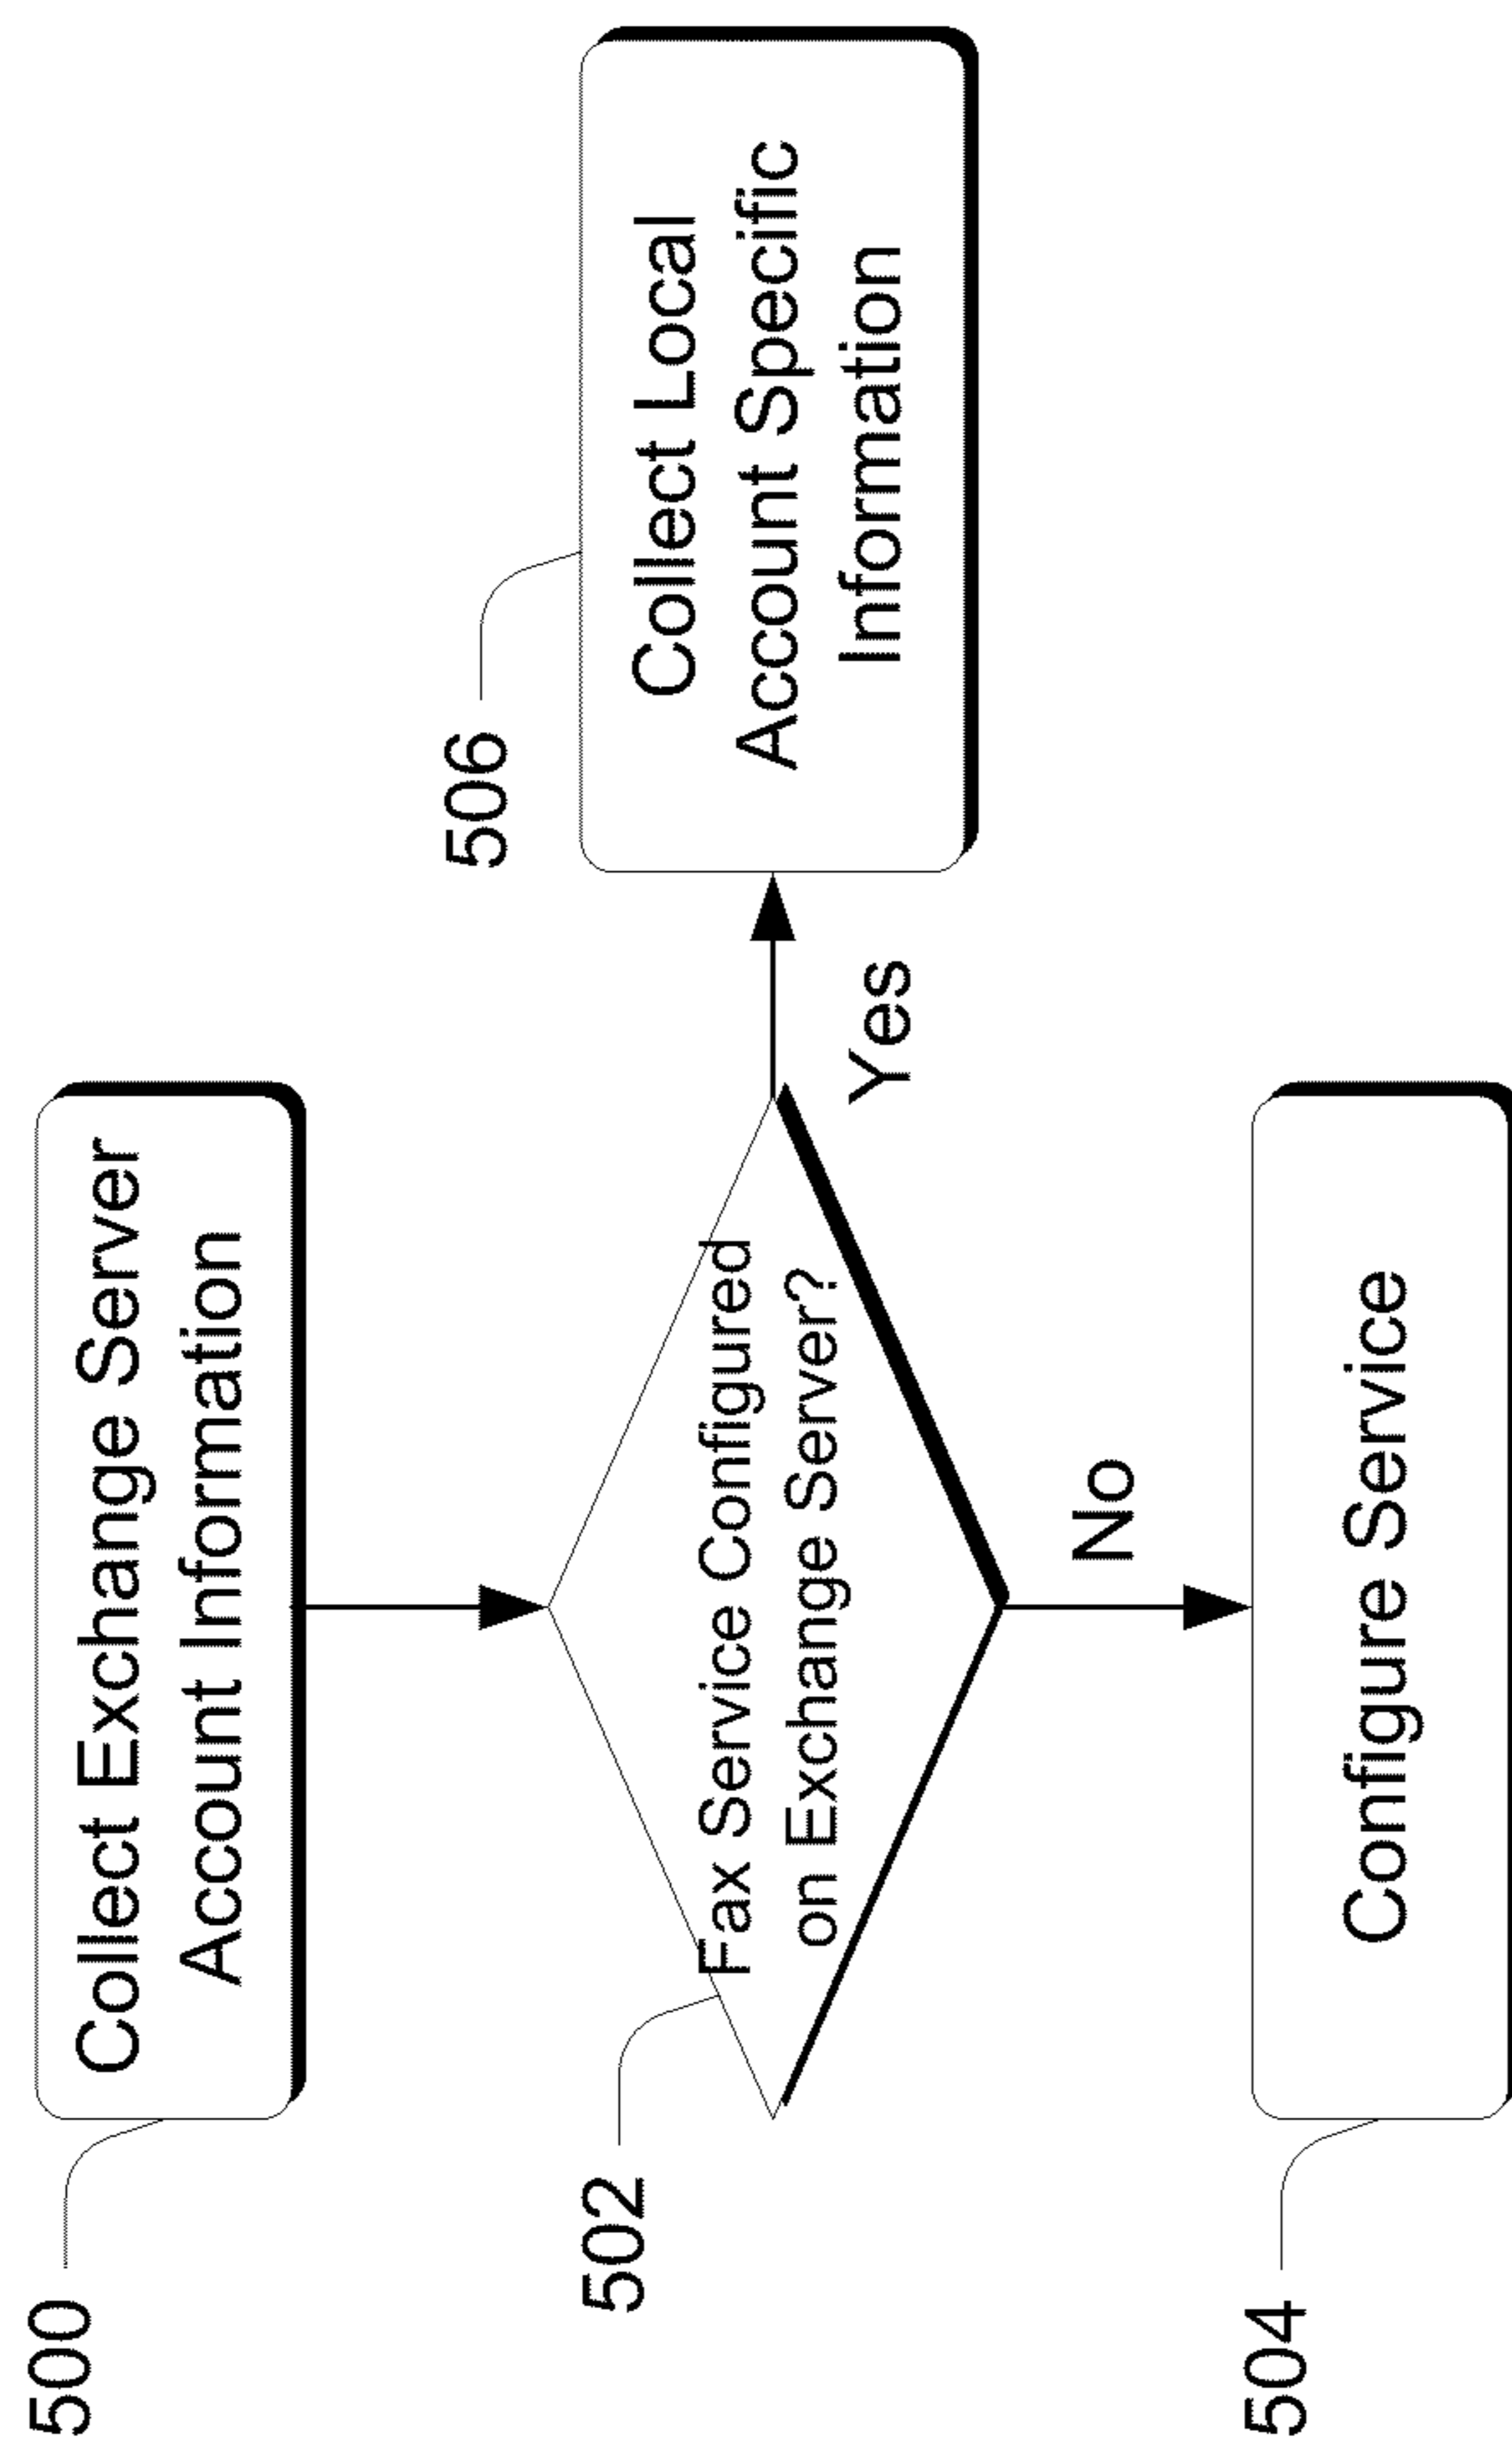 500
Collect Exchange Server
Account Information
502
Fax Service Configured
on Exchange Server?
Yes
506
Collect Local
Account Specific
Information
No
504
Configure Service